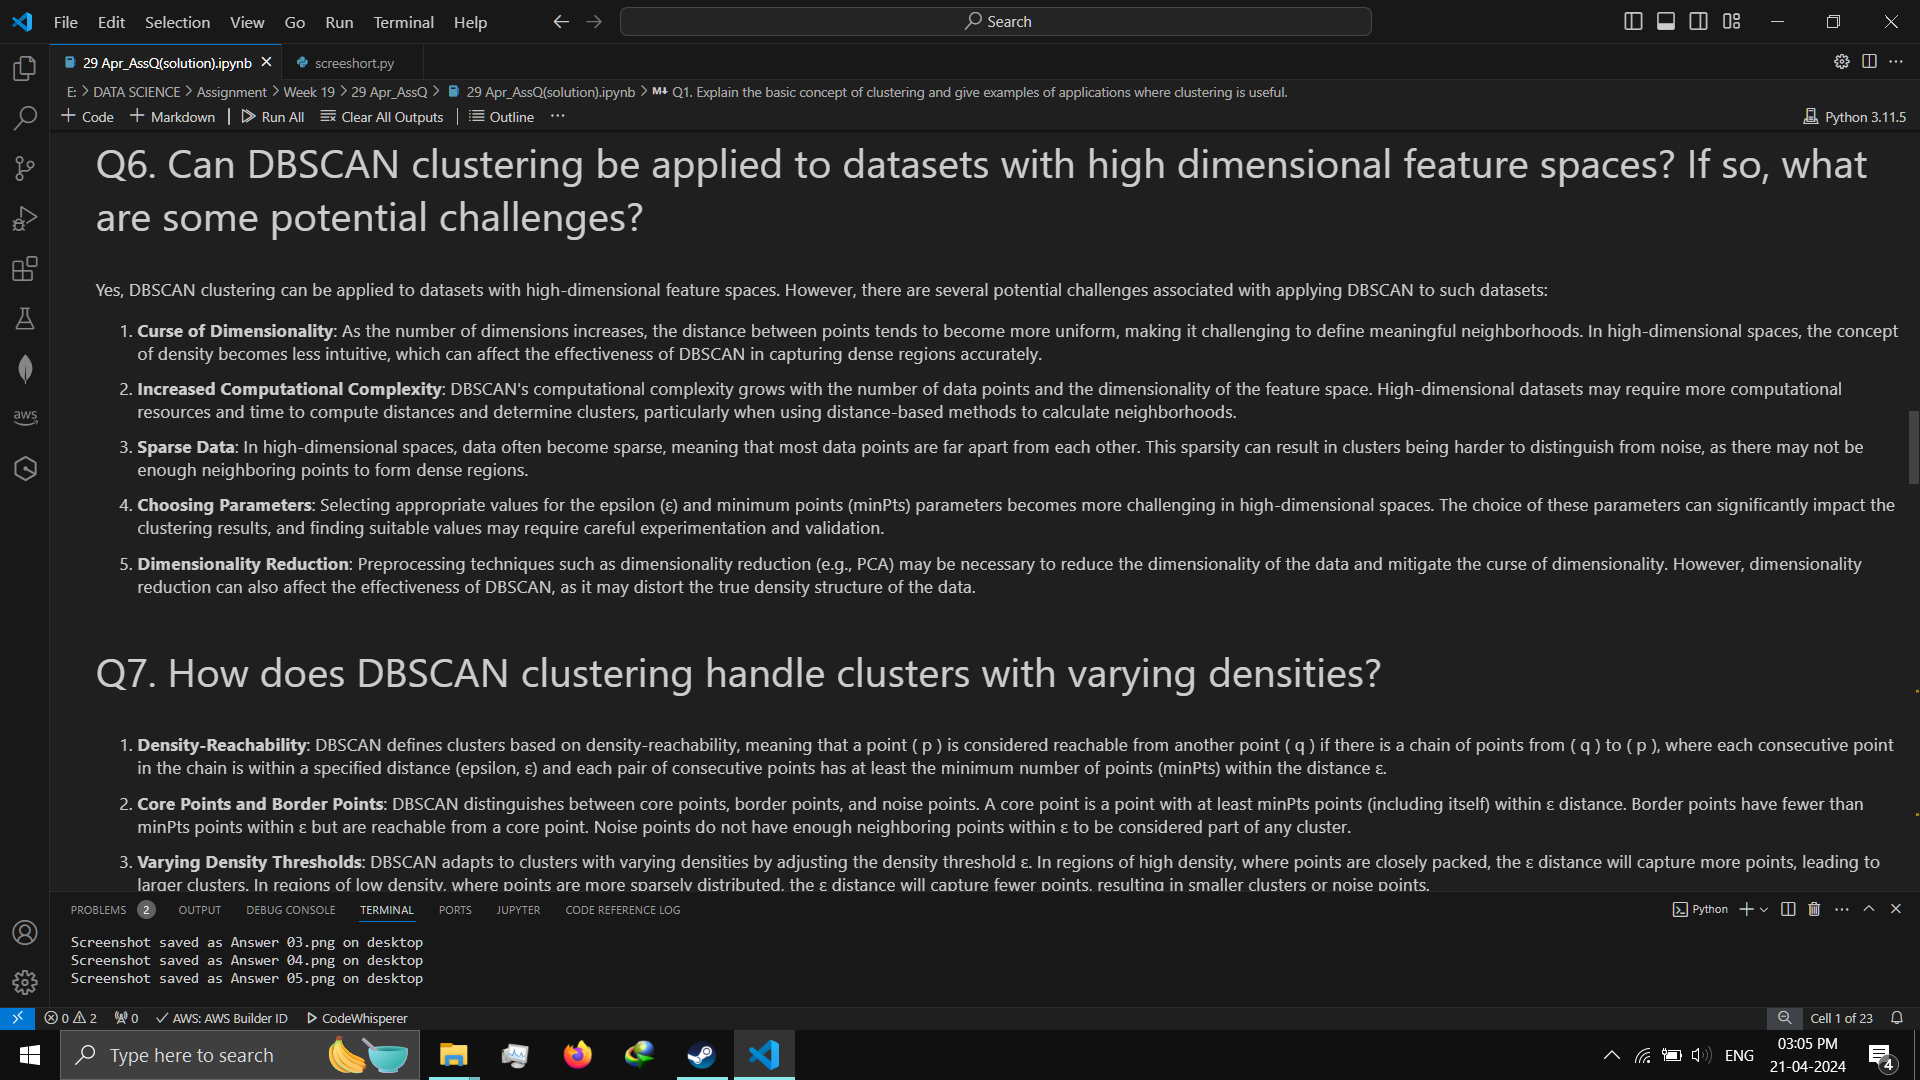 File Edit Selection View Go Run Terminal Help
Search
29 Apr_AssQ(solution).ipynb
screeshort.py
E: > DATA SCIENCE > Assignment > Week 19 > 29 Apr_AssQ > 29 Apr_AssQ(solution).ipynb > M↓ Q1. Explain the basic concept of clustering and give examples of applications where clustering is useful.
+ Code + Markdown | Run All Clear All Outputs | Outline ···
Python 3.11.5
Q6. Can DBSCAN clustering be applied to datasets with high dimensional feature spaces? If so, what
are some potential challenges?
Yes, DBSCAN clustering can be applied to datasets with high-dimensional feature spaces. However, there are several potential challenges associated with applying DBSCAN to such datasets:
1. Curse of Dimensionality: As the number of dimensions increases, the distance between points tends to become more uniform, making it challenging to define meaningful neighborhoods. In high-dimensional spaces, the concept
of density becomes less intuitive, which can affect the effectiveness of DBSCAN in capturing dense regions accurately.
2. Increased Computational Complexity: DBSCAN's computational complexity grows with the number of data points and the dimensionality of the feature space. High-dimensional datasets may require more computational
resources and time to compute distances and determine clusters, particularly when using distance-based methods to calculate neighborhoods.
3. Sparse Data: In high-dimensional spaces, data often become sparse, meaning that most data points are far apart from each other. This sparsity can result in clusters being harder to distinguish from noise, as there may not be
enough neighboring points to form dense regions.
4. Choosing Parameters: Selecting appropriate values for the epsilon (ε) and minimum points (minPts) parameters becomes more challenging in high-dimensional spaces. The choice of these parameters can significantly impact the
clustering results, and finding suitable values may require careful experimentation and validation.
5. Dimensionality Reduction: Preprocessing techniques such as dimensionality reduction (e.g., PCA) may be necessary to reduce the dimensionality of the data and mitigate the curse of dimensionality. However, dimensionality
reduction can also affect the effectiveness of DBSCAN, as it may distort the true density structure of the data.
Q7. How does DBSCAN clustering handle clusters with varying densities?
1. Density-Reachability: DBSCAN defines clusters based on density-reachability, meaning that a point ( p ) is considered reachable from another point ( q ) if there is a chain of points from ( q ) to ( p ), where each consecutive point
in the chain is within a specified distance (epsilon, ε) and each pair of consecutive points has at least the minimum number of points (minPts) within the distance ε.
2. Core Points and Border Points: DBSCAN distinguishes between core points, border points, and noise points. A core point is a point with at least minPts points (including itself) within ε distance. Border points have fewer than
minPts points within ε but are reachable from a core point. Noise points do not have enough neighboring points within ε to be considered part of any cluster.
3. Varying Density Thresholds: DBSCAN adapts to clusters with varying densities by adjusting the density threshold ε. In regions of high density, where points are closely packed, the ε distance will capture more points, leading to
larger clusters. In regions of low density, where points are more sparsely distributed, the ε distance will capture fewer points, resulting in smaller clusters or noise points.
aws
PROBLEMS 2 OUTPUT DEBUG CONSOLE TERMINAL PORTS JUPYTER CODE REFERENCE LOG
Python
Screenshot saved as Answer 03.png on desktop
Screenshot saved as Answer 04.png on desktop
Screenshot saved as Answer 05.png on desktop
0 2 0 AWS: AWS Builder ID CodeWhisperer
Cell 1 of 23
Type here to search
ENG
03:05 PM
21-04-2024
4